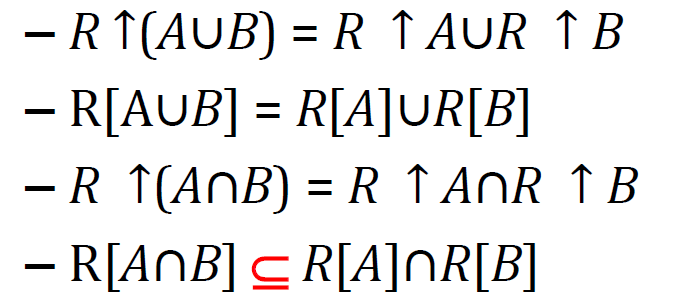 – R ↑(A∪B) = R ↑ A∪R ↑ B
– R[A∪B] = R[A]∪R[B]
– R ↑(A∩B) = R ↑ A∩R ↑ B
– R[A∩B] ⊆ R[A]∩R[B]